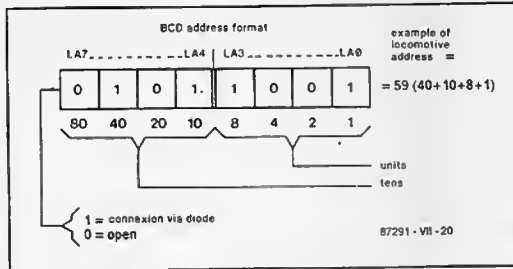 BCD address format
LA7 LA4 LA3 LA0
example of
locomotive
address =
0 1 0 1. 1 0 0 1
= 59 (40+10+8+1)
80 40 20 10 8 4 2 1
units
tens
1 = connexion via diode
0 = open
87291 - VII - 20